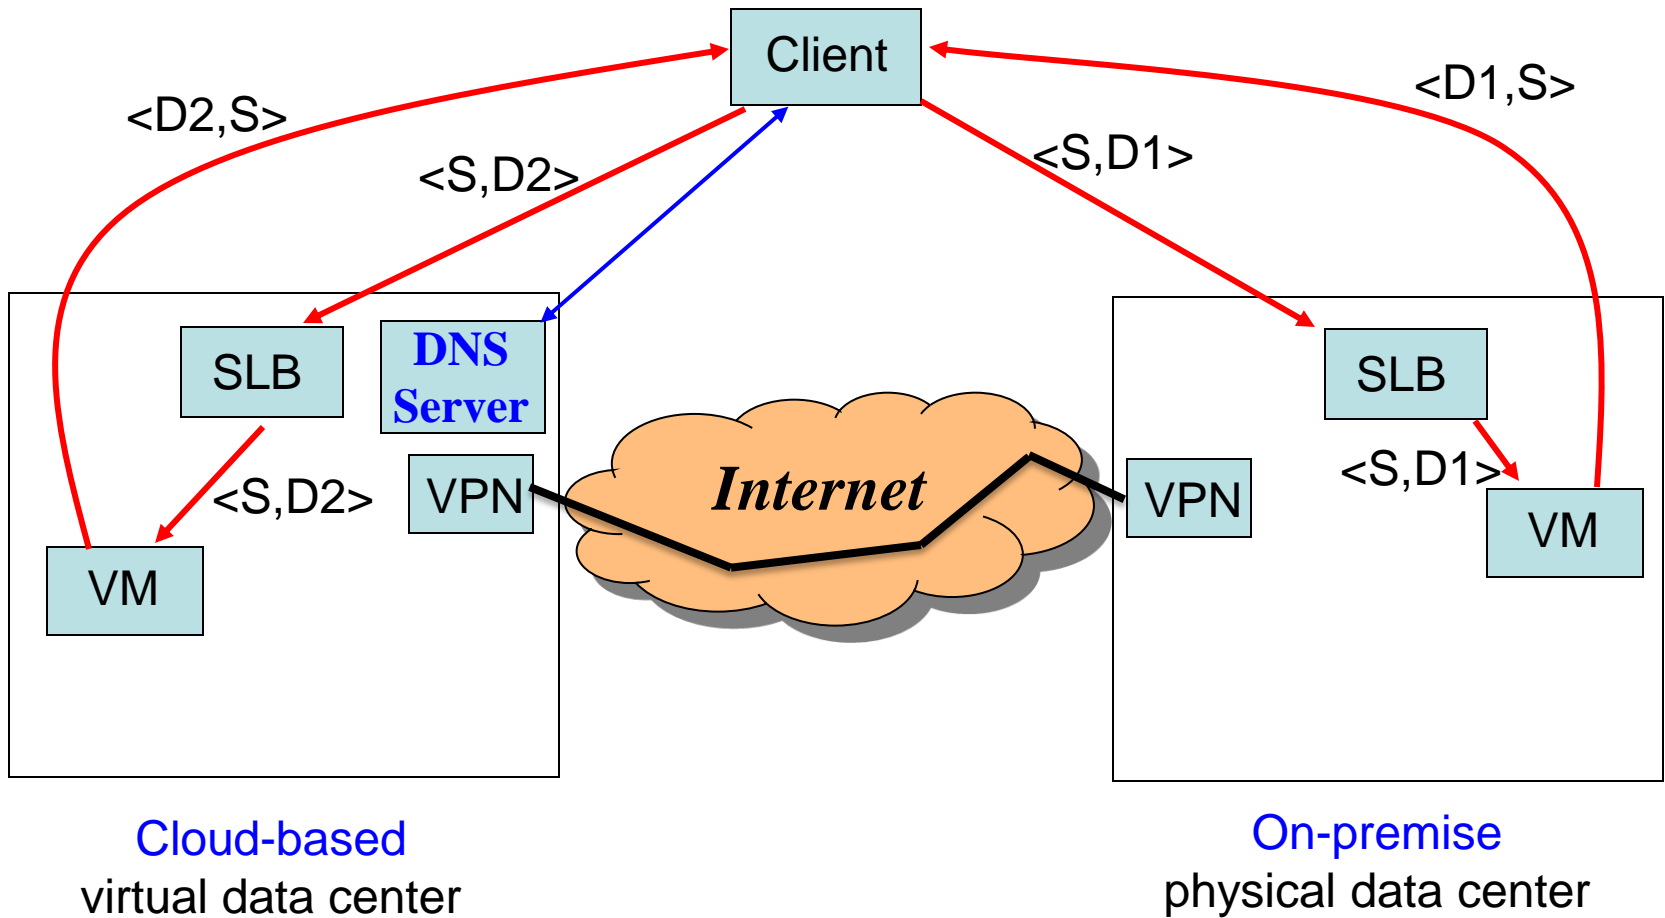 Client
<D2,S>
<D1,S>
<S,D2>
<S,D1>
SLB
DNS
Server
SLB
VPN
Internet
VPN
<S,D2>
<S,D1>
VM
VM
Cloud-based
virtual data center
On-premise
physical data center